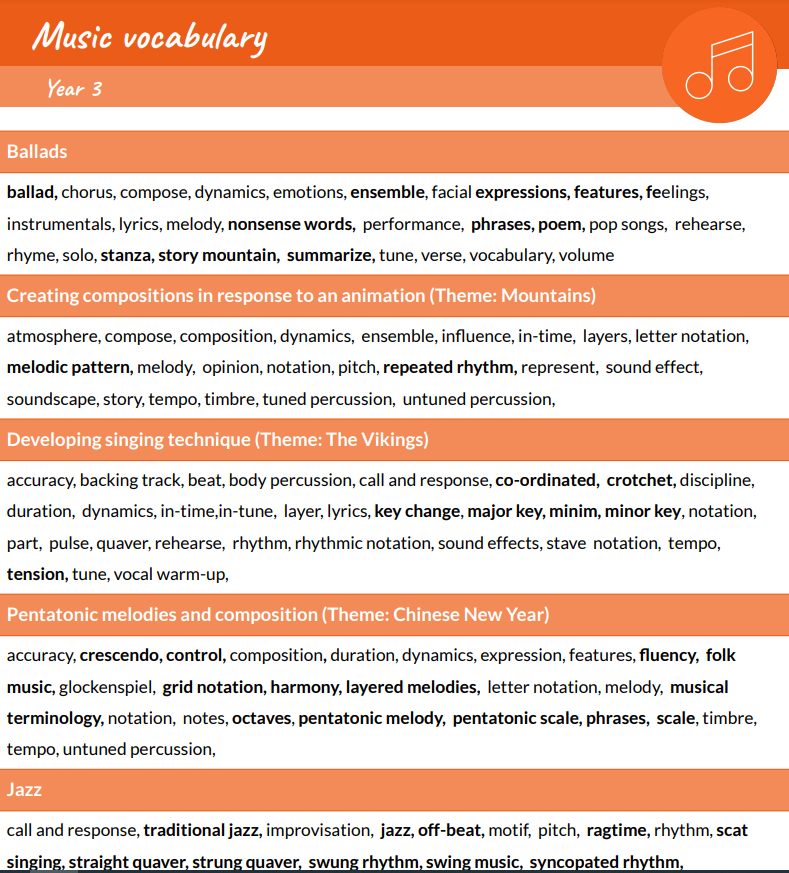 Music vocabulary
Year 3
Ballads
ballad, chorus, compose, dynamics, emotions, ensemble, facial expressions, features, feelings,
instrumentals, lyrics, melody, nonsense words, performance, phrases, poem, pop songs, rehearse,
rhyme, solo, stanza, story mountain, summarize, tune, verse, vocabulary, volume
Creating compositions in response to an animation (Theme: Mountains)
atmosphere, compose, composition, dynamics, ensemble, influence, in-time, layers, letter notation,
melodic pattern, melody, opinion, notation, pitch, repeated rhythm, represent, sound effect,
soundscape, story, tempo, timbre, tuned percussion, untuned percussion,
Developing singing technique (Theme: The Vikings)
accuracy, backing track, beat, body percussion, call and response, co-ordinated, crotchet, discipline,
duration, dynamics, in-time,in-tune, layer, lyrics, key change, major key, minim, minor key, notation,
part, pulse, quaver, rehearse, rhythm, rhythmic notation, sound effects, stave notation, tempo,
tension, tune, vocal warm-up,
Pentatonic melodies and composition (Theme: Chinese New Year)
accuracy, crescendo, control, composition, duration, dynamics, expression, features, fluency, folk
music, glockenspiel, grid notation, harmony, layered melodies, letter notation, melody, musical
terminology, notation, notes, octaves, pentatonic melody, pentatonic scale, phrases, scale, timbre,
tempo, untuned percussion,
Jazz
call and response, traditional jazz, improvisation, jazz, off-beat, motif, pitch, ragtime, rhythm, scat
singing, straight quaver, strung quaver, swung rhythm, swing music, syncopated rhythm,